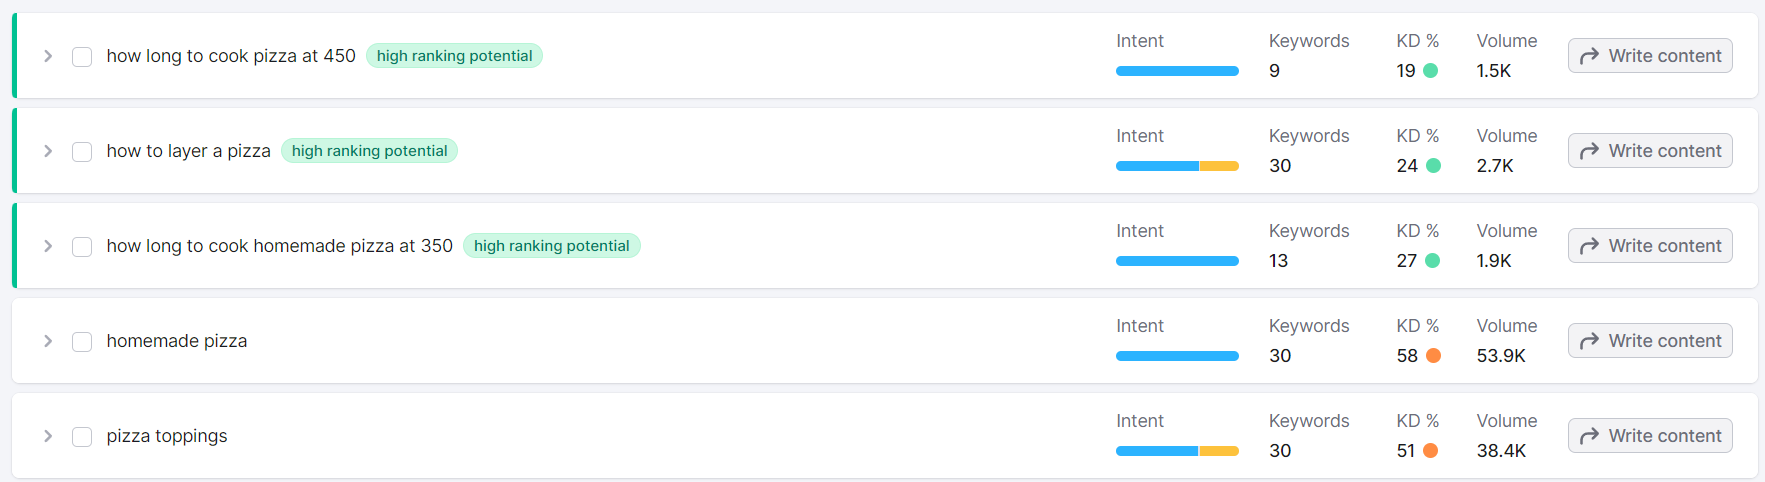 how long to cook pizza at 450 high ranking potential Intent Keywords 9 KD % 19 Volume 1.5K Write content
how to layer a pizza high ranking potential Intent Keywords 30 KD % 24 Volume 2.7K Write content
how long to cook homemade pizza at 350 high ranking potential Intent Keywords 13 KD % 27 Volume 1.9K Write content
homemade pizza Intent Keywords 30 KD % 58 Volume 53.9K Write content
pizza toppings Intent Keywords 30 KD % 51 Volume 38.4K Write content